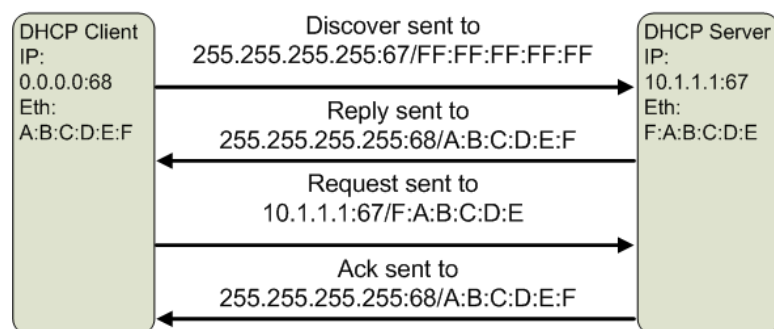 DHCP Client
IP:
0.0.0.0:68
Eth:
A:B:C:D:E:F
Discover sent to
255.255.255.255:67/FF:FF:FF:FF:FF
Reply sent to
255.255.255.255:68/A:B:C:D:E:F
Request sent to
10.1.1.1:67/F:A:B:C:D:E
Ack sent to
255.255.255.255:68/A:B:C:D:E:F
DHCP Server
IP:
10.1.1.1:67
Eth:
F:A:B:C:D:E